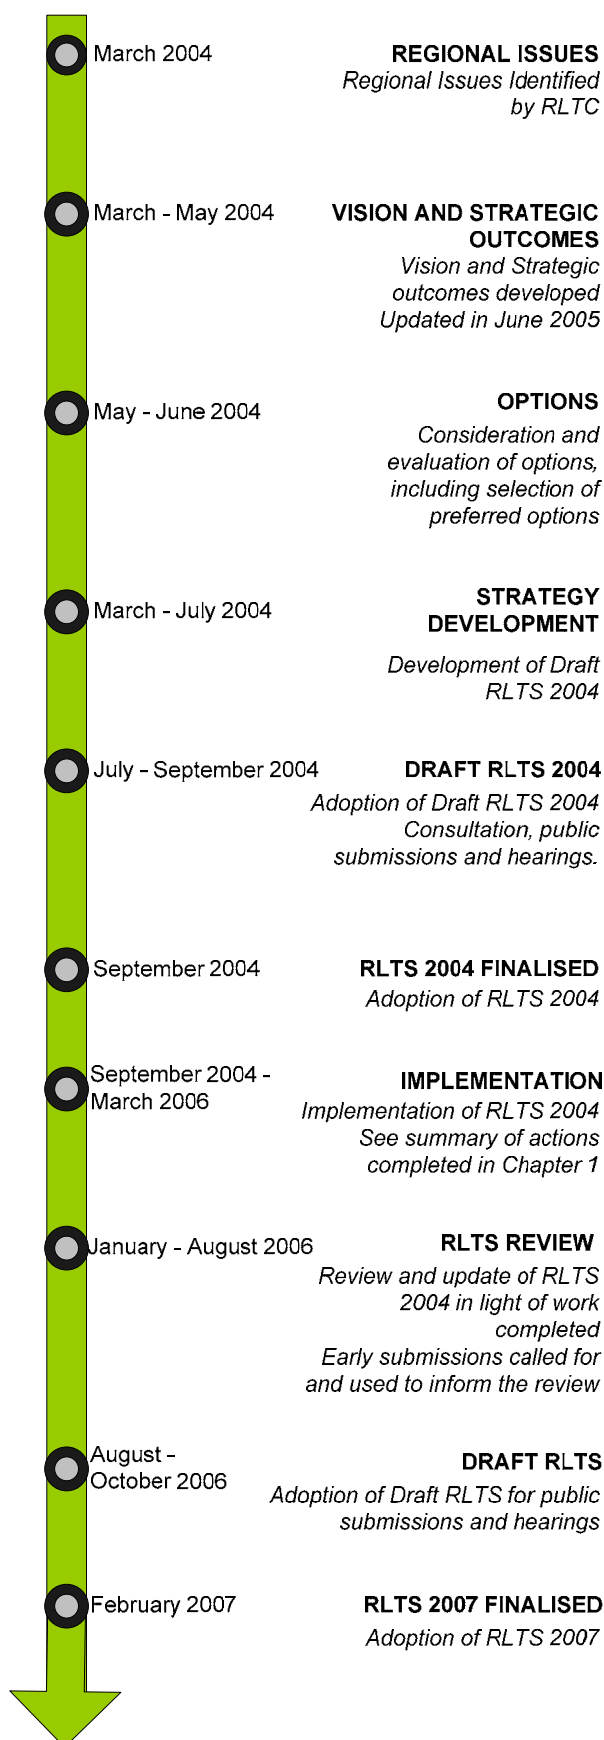 March 2004
REGIONAL ISSUES
Regional Issues Identified
by RLTC
March - May 2004
VISION AND STRATEGIC
OUTCOMES
Vision and Strategic
outcomes developed
Updated in June 2005
May - June 2004
OPTIONS
Consideration and
evaluation of options,
including selection of
preferred options
March - July 2004
STRATEGY
DEVELOPMENT
Development of Draft
RLTS 2004
July - September 2004
DRAFT RLTS 2004
Adoption of Draft RLTS 2004
Consultation, public
submissions and hearings.
September 2004
RLTS 2004 FINALISED
Adoption of RLTS 2004
September 2004 -
March 2006
IMPLEMENTATION
Implementation of RLTS 2004
See summary of actions
completed in Chapter 1
January - August 2006
RLTS REVIEW
Review and update of RLTS
2004 in light of work
completed
Early submissions called for
and used to inform the review
August -
October 2006
DRAFT RLTS
Adoption of Draft RLTS for public
submissions and hearings
February 2007
RLTS 2007 FINALISED
Adoption of RLTS 2007